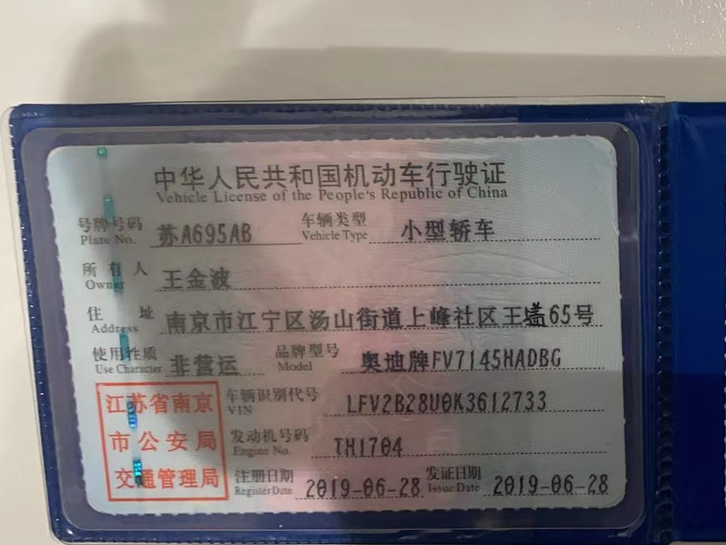 中华人民共和国机动车行驶证
Vehicle License of the People's Republic of China
号牌号码 苏A695AB 车辆类型 小型轿车
Plate No. Vehicle Type
所有人 王金波
Owner
住址 南京市江宁区汤山街道上峰社区王墙65号
Address
使用性质 非营运 品牌型号 奥迪牌FV7145HADBG
Use Character Model
江苏省南京
市公安局
交通管理局
车辆识别代号 LFV2B28U0K3612733
VIN
发动机号码 TH1704
Engine No.
注册日期 2019-06-28 发证日期 2019-06-28
Register Date Issue Date